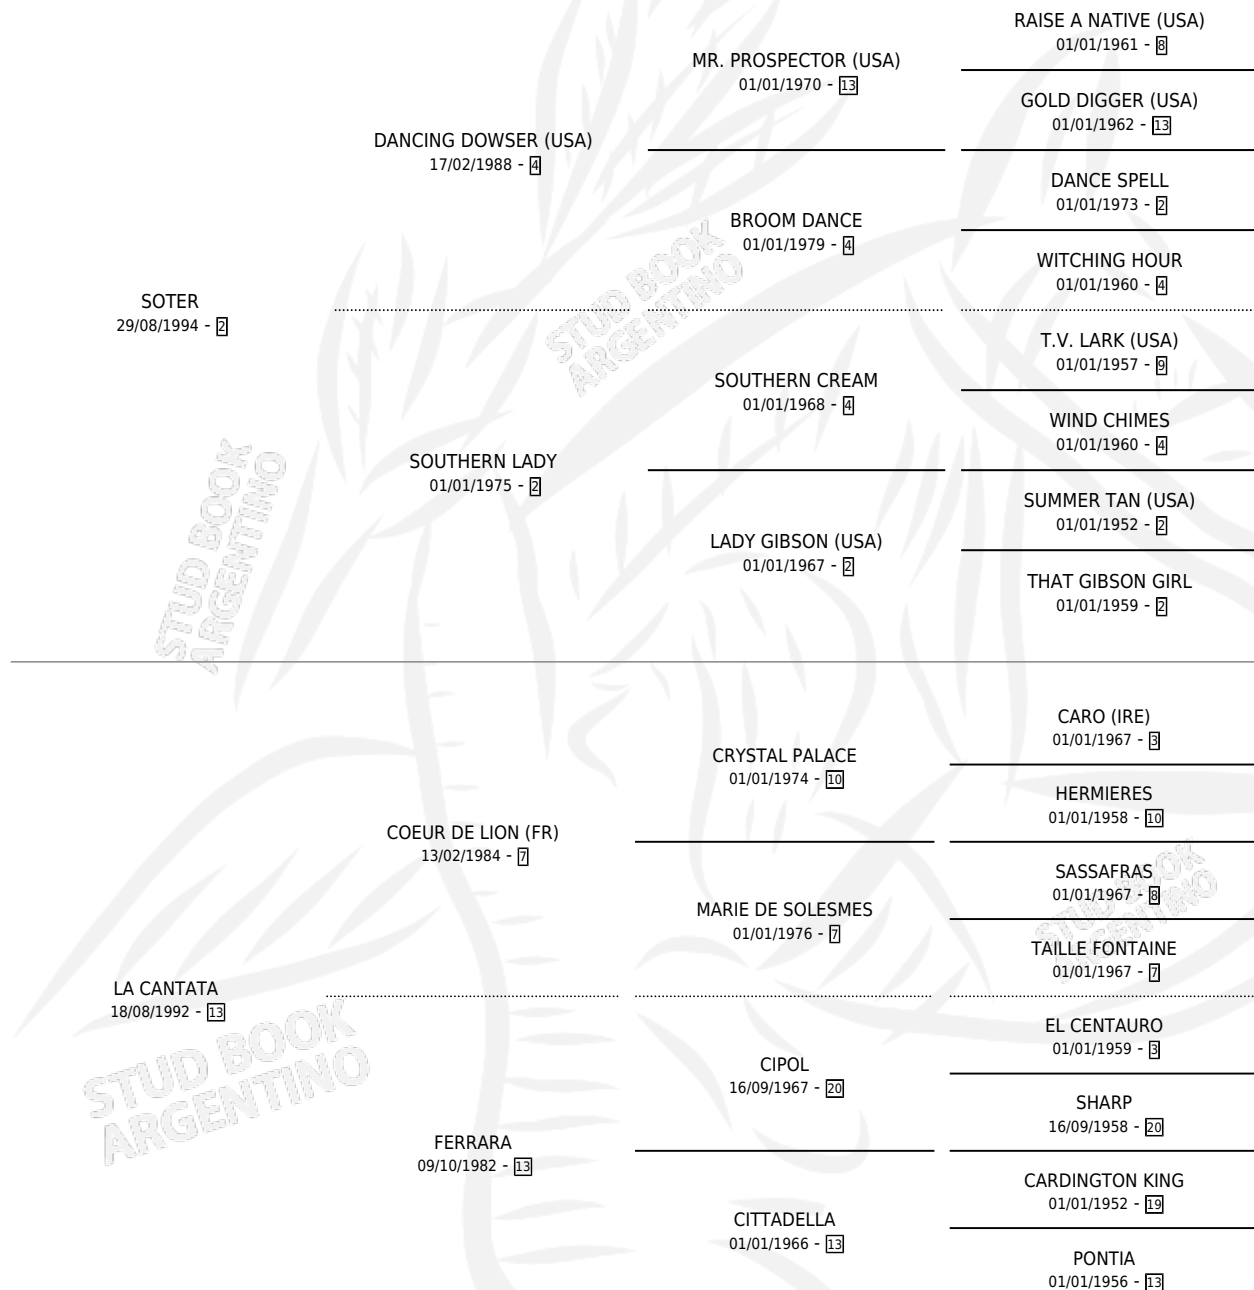 RAISE A NATIVE (USA)
01/01/1961 - 8
MR. PROSPECTOR (USA)
01/01/1970 - 13
GOLD DIGGER (USA)
01/01/1962 - 13
DANCING DOWSER (USA)
17/02/1988 - 4
DANCE SPELL
01/01/1973 - 2
BROOM DANCE
01/01/1979 - 4
WITCHING HOUR
01/01/1960 - 4
SOTER
29/08/1994 - 2
T.V. LARK (USA)
01/01/1957 - 9
SOUTHERN CREAM
01/01/1968 - 4
WIND CHIMES
01/01/1960 - 4
SOUTHERN LADY
01/01/1975 - 2
SUMMER TAN (USA)
01/01/1952 - 2
LADY GIBSON (USA)
01/01/1967 - 2
THAT GIBSON GIRL
01/01/1959 - 2
STUD BOOK
ARGENTINO
STUD BOOK
ARGENTINO
CARO (IRE)
01/01/1967 - 3
CRYSTAL PALACE
01/01/1974 - 10
HERMIERES
01/01/1958 - 10
COEUR DE LION (FR)
13/02/1984 - 7
SASSAFRAS
01/01/1967 - 8
MARIE DE SOLESMES
01/01/1976 - 7
TAILLE FONTAINE
01/01/1967 - 7
STUD BOOK
ARGENTINO
LA CANTATA
18/08/1992 - 13
EL CENTAURO
01/01/1959 - 3
CIPOL
16/09/1967 - 20
SHARP
16/09/1958 - 20
FERRARA
09/10/1982 - 13
CARDINGTON KING
01/01/1952 - 19
CITTADELLA
01/01/1966 - 13
PONTIA
01/01/1956 - 13
STUD BOOK
ARGENTINO